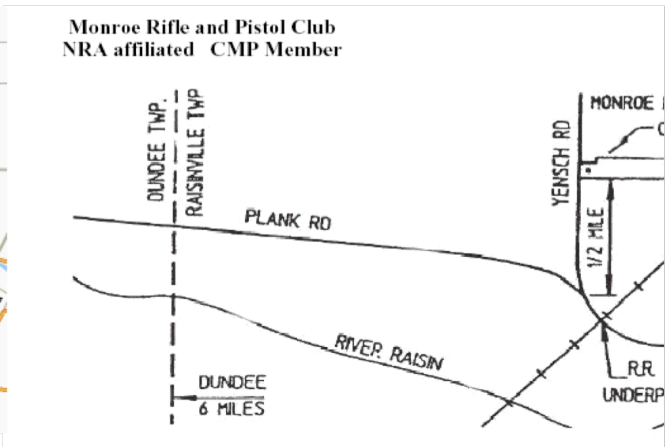 Monroe Rifle and Pistol Club
NRA affiliated CMP Member
DUNDEE TWP.
RAISINVILLE TWP
YENSCH RD
MONROE
PLANK RD
1/2 MILE
RIVER RAISIN
R.R.
UNDERP
DUNDEE
6 MILES